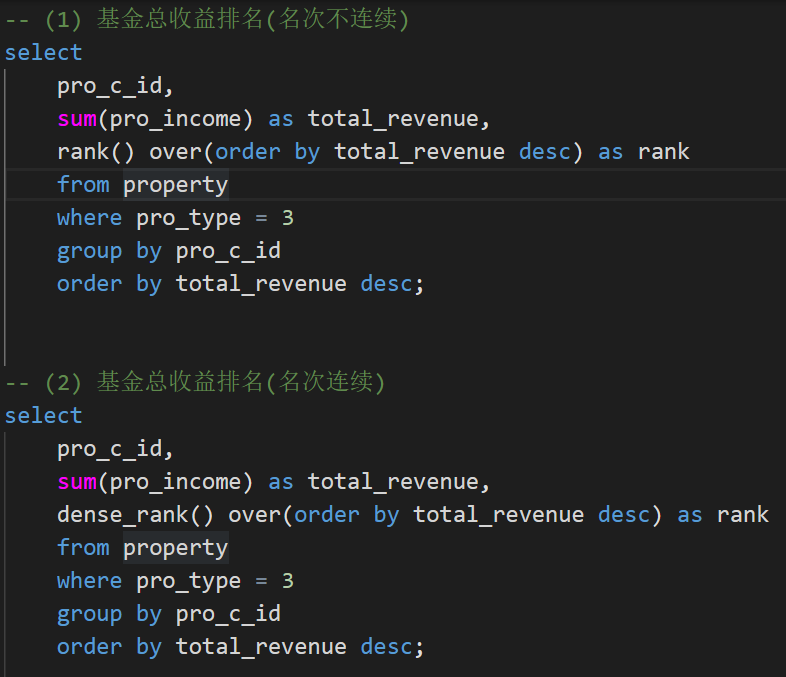 -- (1) 基金总收益排名(名次不连续)
select
    pro_c_id,
    sum(pro_income) as total_revenue,
    rank() over(order by total_revenue desc) as rank
    from property
    where pro_type = 3
    group by pro_c_id
    order by total_revenue desc;
-- (2) 基金总收益排名(名次连续)
select
    pro_c_id,
    sum(pro_income) as total_revenue,
    dense_rank() over(order by total_revenue desc) as rank
    from property
    where pro_type = 3
    group by pro_c_id
    order by total_revenue desc;